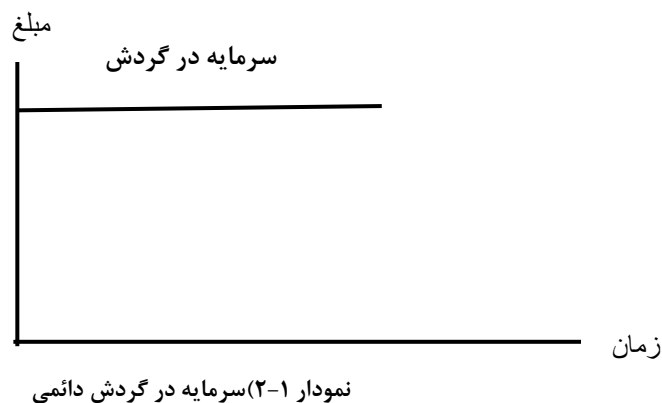 مبلغ
سرمایه در گردش
زمان
نمودار ۱-۲)سرمایه در گردش دائمی